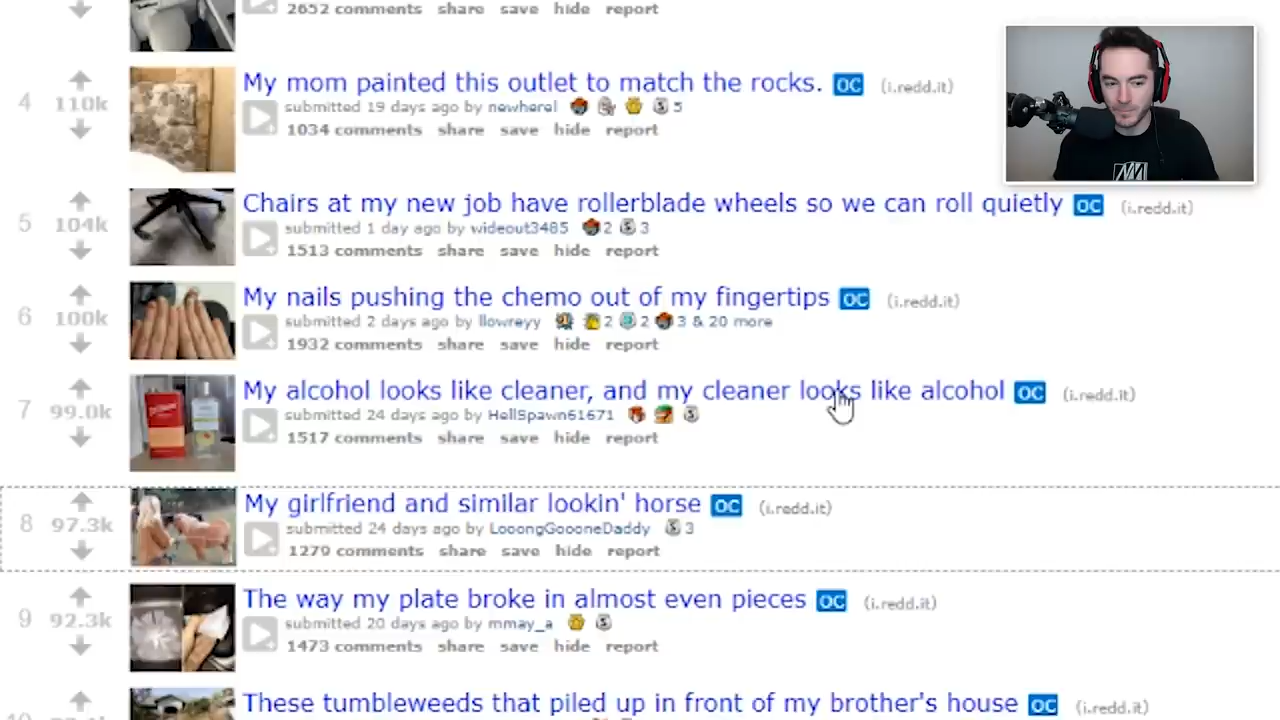 2652 comments share save hide report
4 110k My mom painted this outlet to match the rocks. OC (i.redd.it)
submitted 19 days ago by newherel 5
1034 comments share save hide report
5 104k Chairs at my new job have rollerblade wheels so we can roll quietly OC (i.redd.it)
submitted 1 day ago by wideout3485 2 3
1513 comments share save hide report
6 100k My nails pushing the chemo out of my fingertips OC (i.redd.it)
submitted 2 days ago by llowreyy 2 2 3 & 20 more
1932 comments share save hide report
7 99.0k My alcohol looks like cleaner, and my cleaner looks like alcohol OC (i.redd.it)
submitted 24 days ago by HellSpawn61671
1517 comments share save hide report
8 97.3k My girlfriend and similar lookin' horse OC (i.redd.it)
submitted 24 days ago by LooongGoooneDaddy 3
1279 comments share save hide report
9 92.3k The way my plate broke in almost even pieces OC (i.redd.it)
submitted 20 days ago by mmay_a
1473 comments share save hide report
These tumbleweeds that piled up in front of my brother's house OC (i.redd.it)